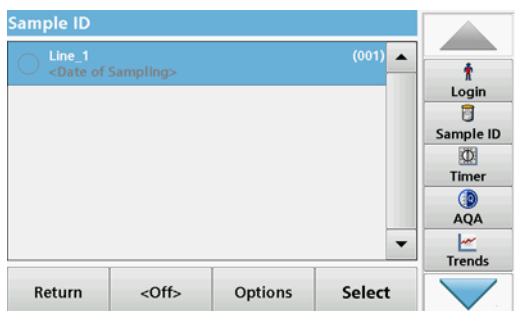 Sample ID
Line_1 (001)
<Date of Sampling>
Login
Sample ID
Timer
AQA
Trends
Return <Off> Options Select